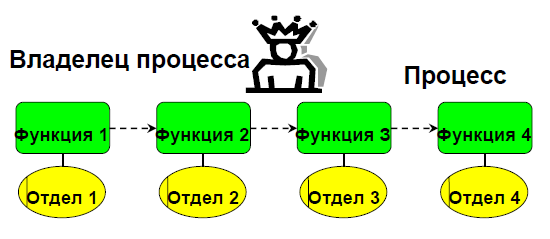 Владелец процесса
Процесс
Функция 1
Функция 2
Функция 3
Функция 4
Отдел 1
Отдел 2
Отдел 3
Отдел 4